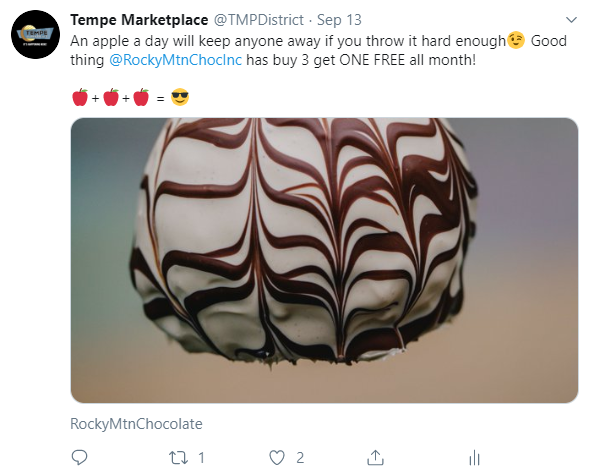 Tempe Marketplace @TMPDistrict · Sep 13
An apple a day will keep anyone away if you throw it hard enough😉 Good
thing @RockyMtnChocInc has buy 3 get ONE FREE all month!
🍎 + 🍎 + 🍎 = 😎
RockyMtnChocolate
1 2
TEMPE